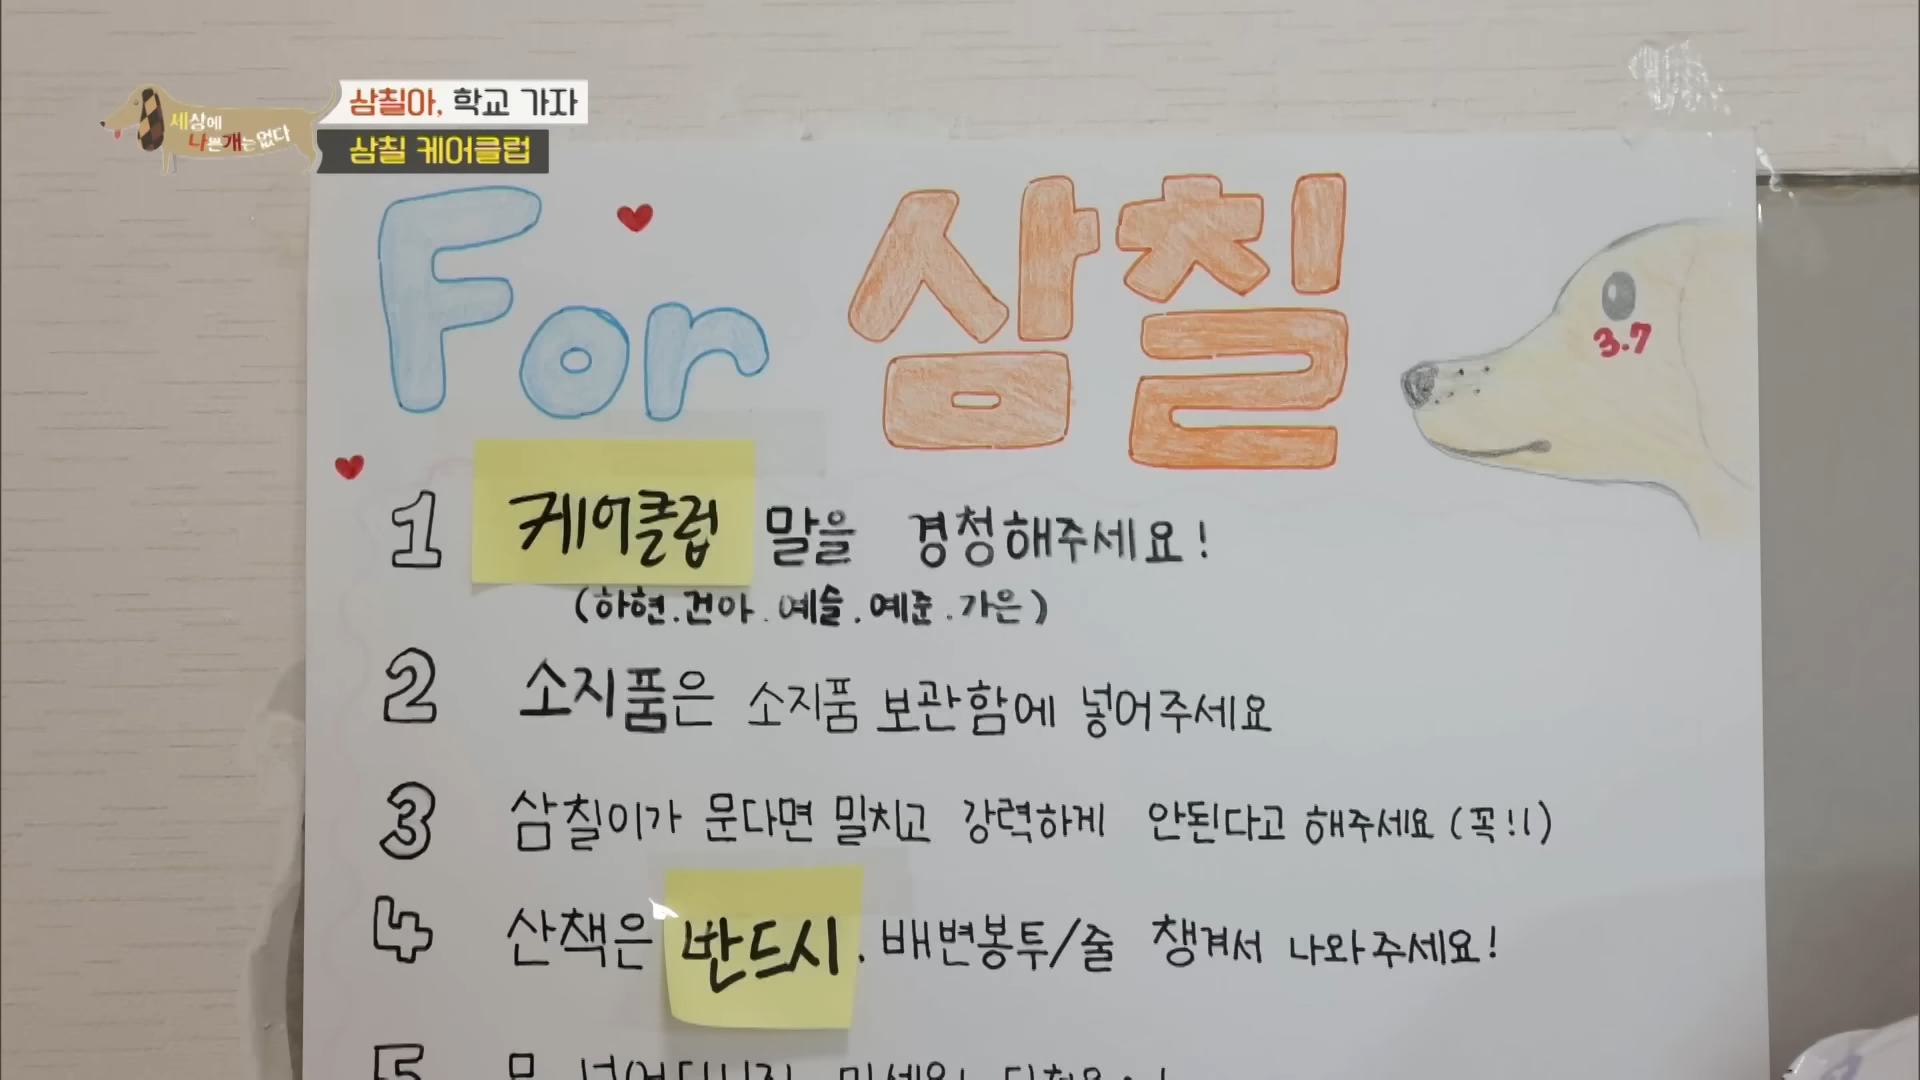 세상에
나쁜개는없다
삼칠아, 학교 가자
삼칠 케어클럽
For 삼칠
3.7
1 케어클럽 말을 경청해주세요!
(하현.건아.예슬.예준.가은)
2 소지품은 소지품 보관함에 넣어주세요
3 삼칠이가 문다면 밀치고 강력하게 안된다고 해주세요 (꼭!!)
4 산책은 반드시. 배변봉투/줄 챙겨서 나와주세요!
5